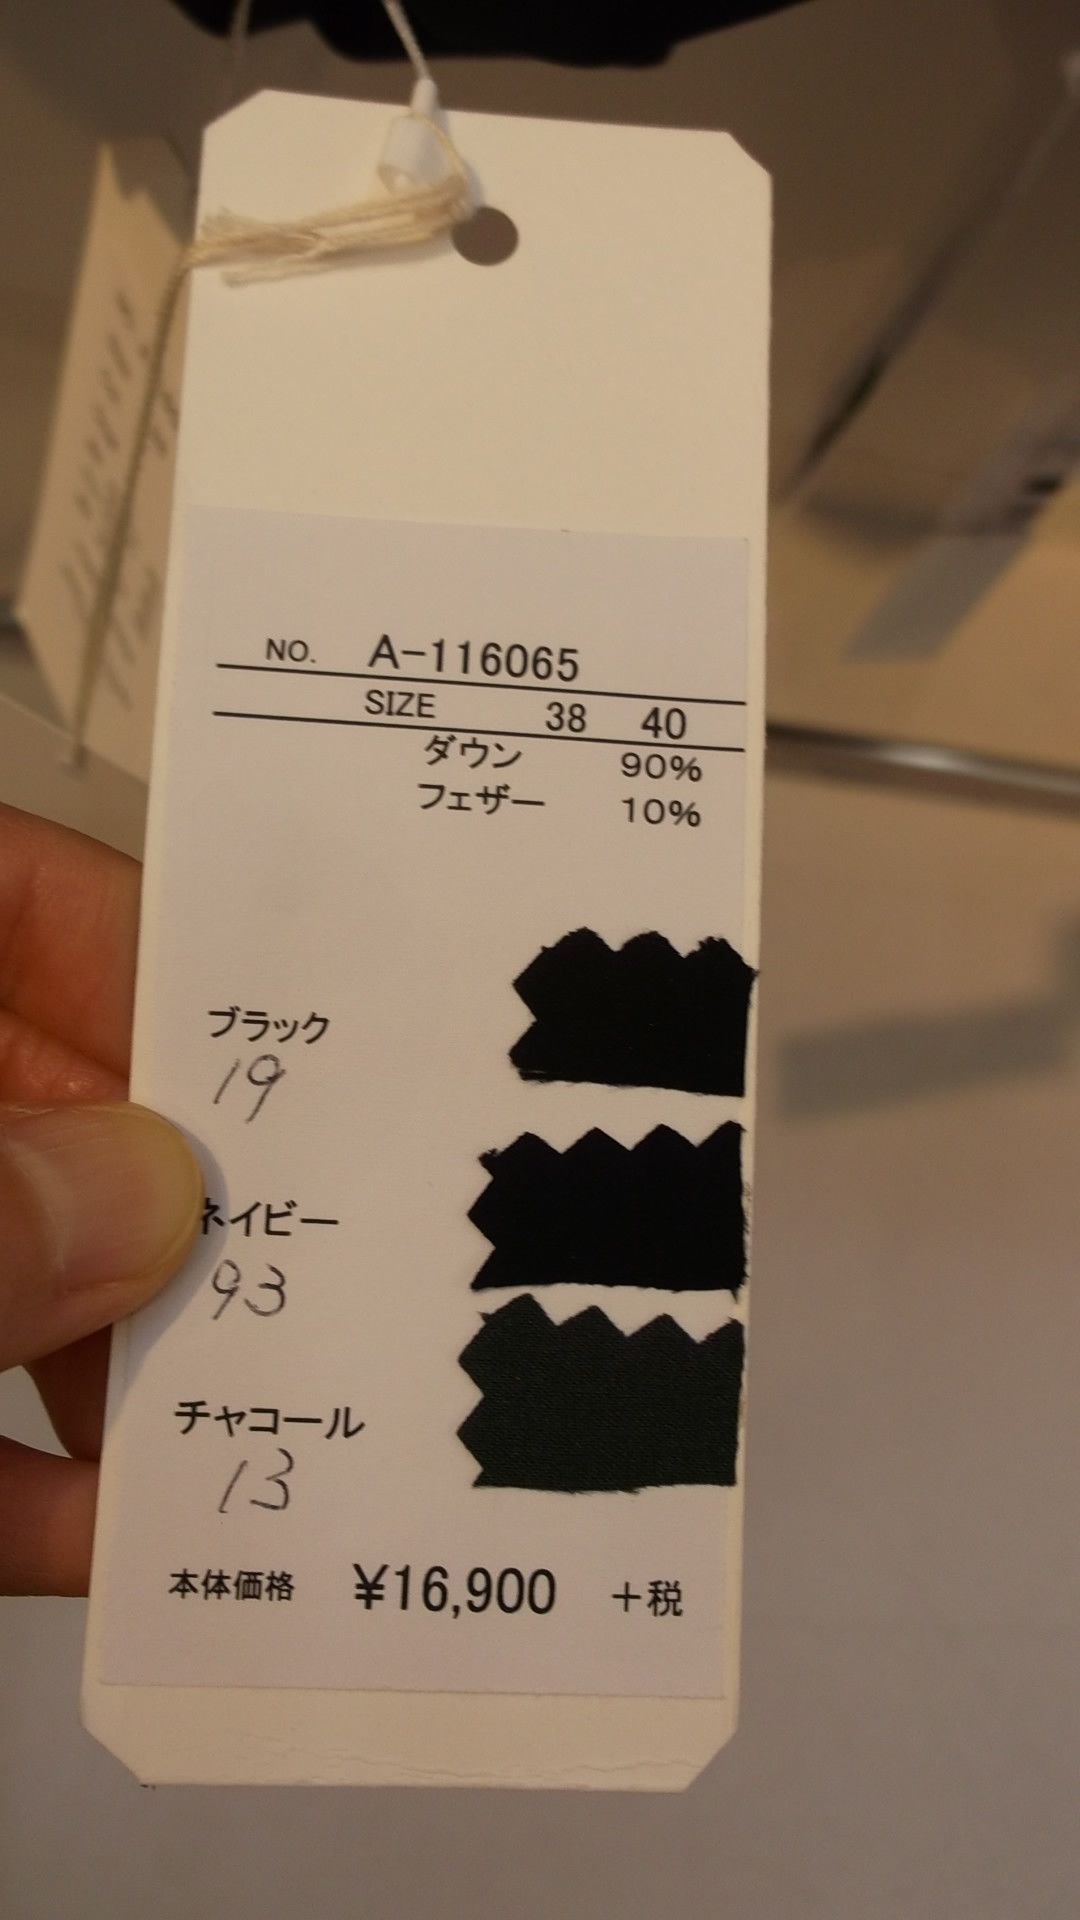 NO. A-116065
SIZE 38 40
ダウン 90%
フェザー 10%
ブラック
19
ネイビー
93
チャコール
13
本体価格 ¥16,900 +税